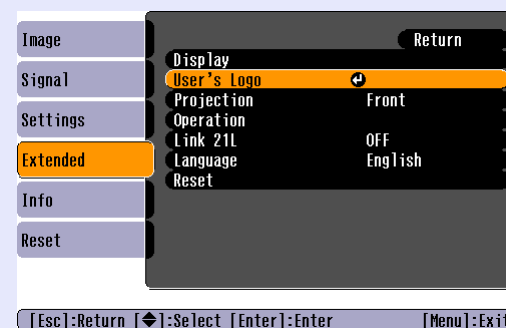 Image
Signal
Settings
Extended
Info
Reset
Return
Display
User's Logo
Projection Front
Operation
Link 21L OFF
Language English
Reset
[Esc]:Return [◆]:Select [Enter]:Enter [Menu]:Exit